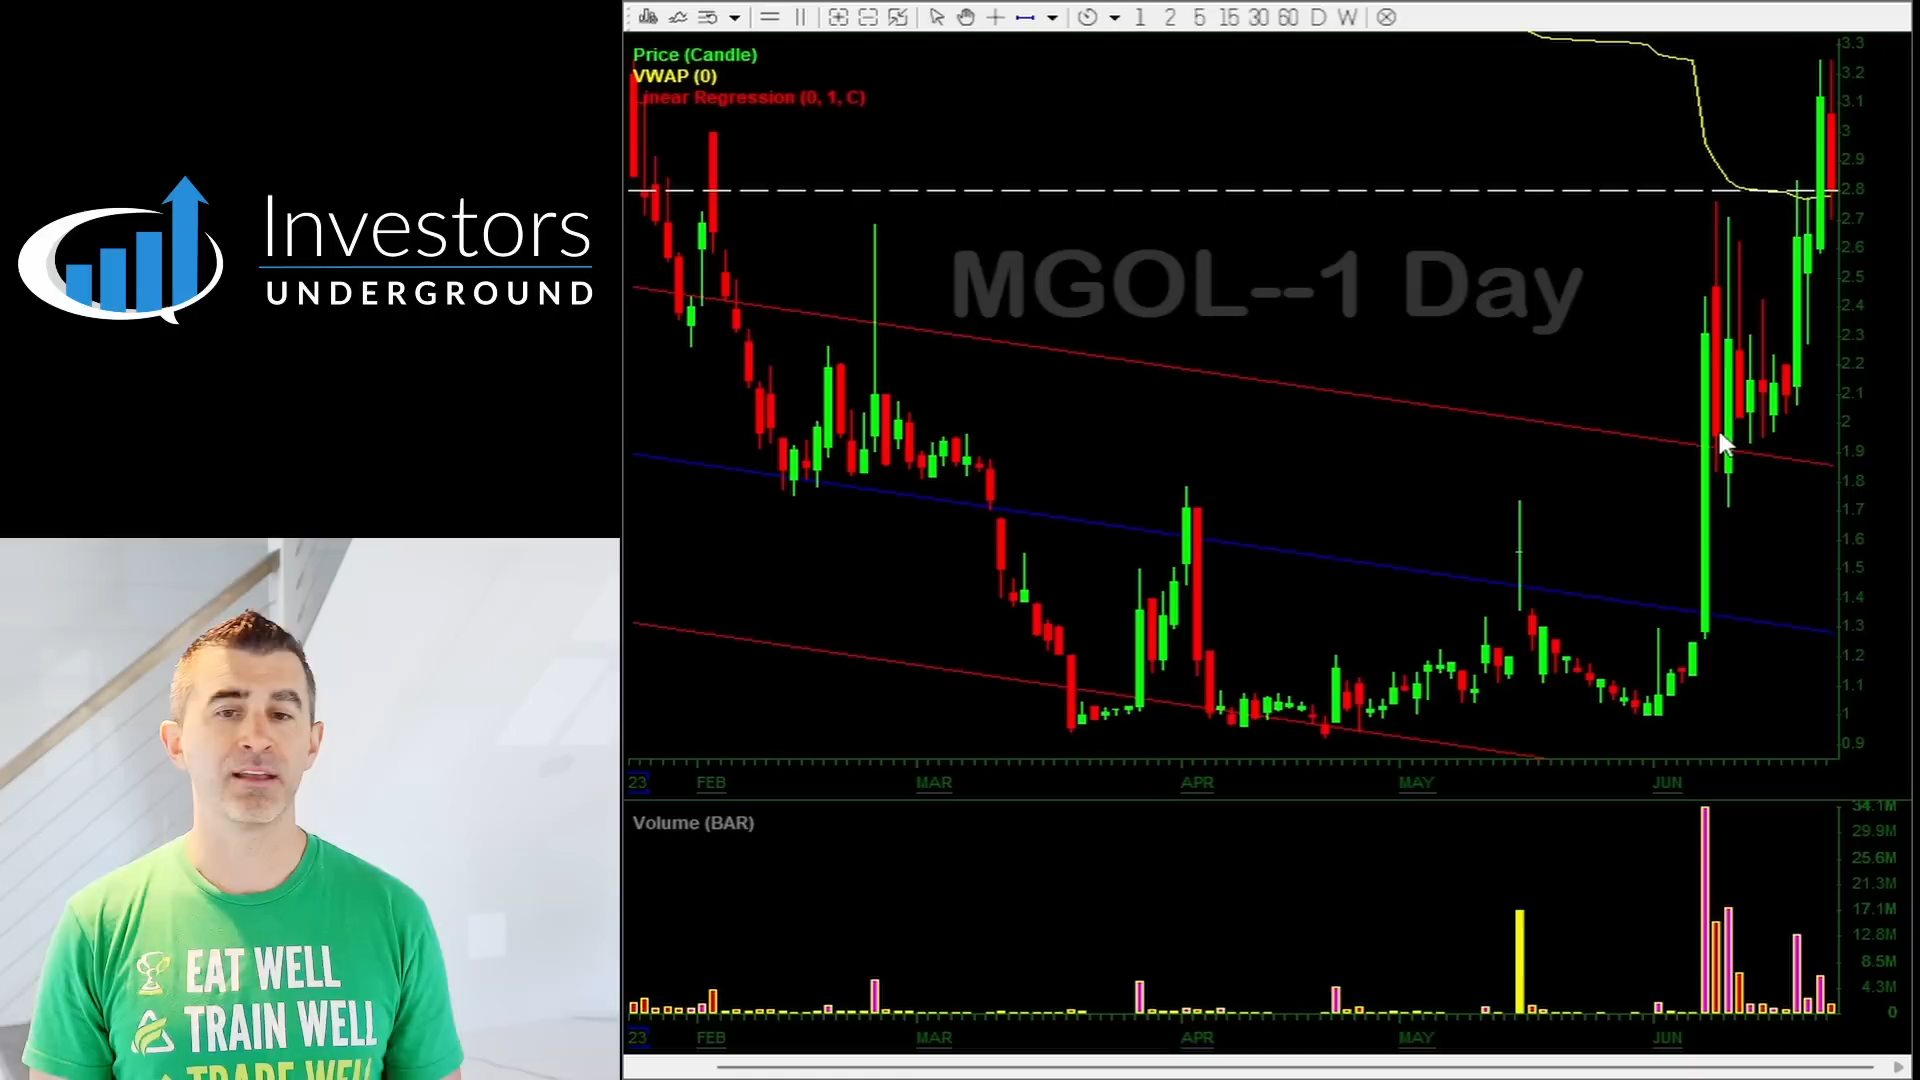 Investors
UNDERGROUND
EAT WELL
TRAIN WELL
TRADE WELL
1 2 5 15 30 60 D W
Price (Candle)
VWAP (0)
Linear Regression (0, 1, C)
MGOL--1 Day
3.3
3.2
3.1
3
2.9
2.8
2.7
2.6
2.5
2.4
2.3
2.2
2.1
2
1.9
1.8
1.7
1.6
1.5
1.4
1.3
1.2
1.1
1
0.9
23 FEB MAR APR MAY JUN
Volume (BAR)
34.1M
29.9M
25.6M
21.3M
17.1M
12.8M
8.5M
4.3M
0
23 FEB MAR APR MAY JUN